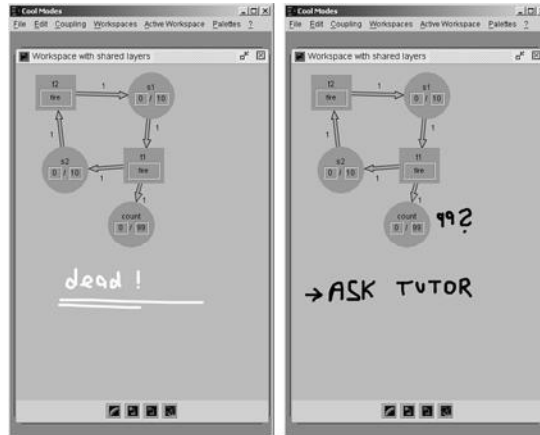 Cool Modes
File Edit Coupling Workspaces Active Workspace Palettes ?
Workspace with shared layers
t2
fire
1
s1
0 / 10
1
1
s2
0 / 10
1
t1
fire
1
count
0 / 99
dead !
Cool Modes
File Edit Coupling Workspaces Active Workspace Palettes ?
Workspace with shared layers
t2
fire
1
s1
0 / 10
1
1
s2
0 / 10
1
t1
fire
1
count
0 / 99
99?
→ ASK TUTOR